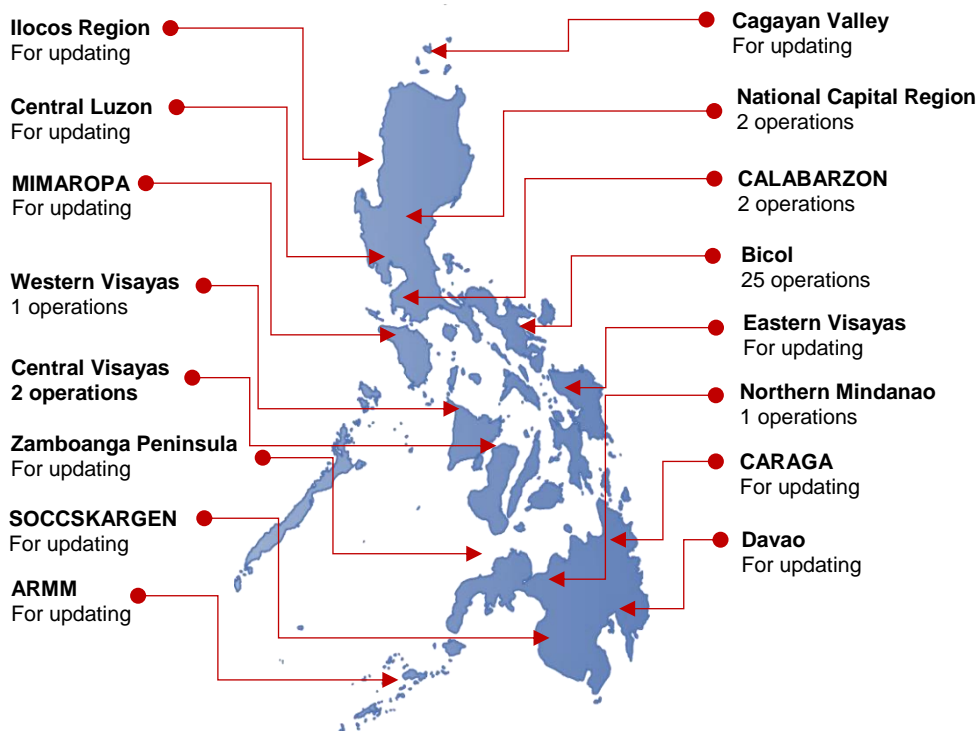 Ilocos Region
For updating
Central Luzon
For updating
MIMAROPA
For updating
Western Visayas
1 operations
Central Visayas
2 operations
Zamboanga Peninsula
For updating
SOCCSKARGEN
For updating
ARMM
For updating
Cagayan Valley
For updating
National Capital Region
2 operations
CALABARZON
2 operations
Bicol
25 operations
Eastern Visayas
For updating
Northern Mindanao
1 operations
CARAGA
For updating
Davao
For updating